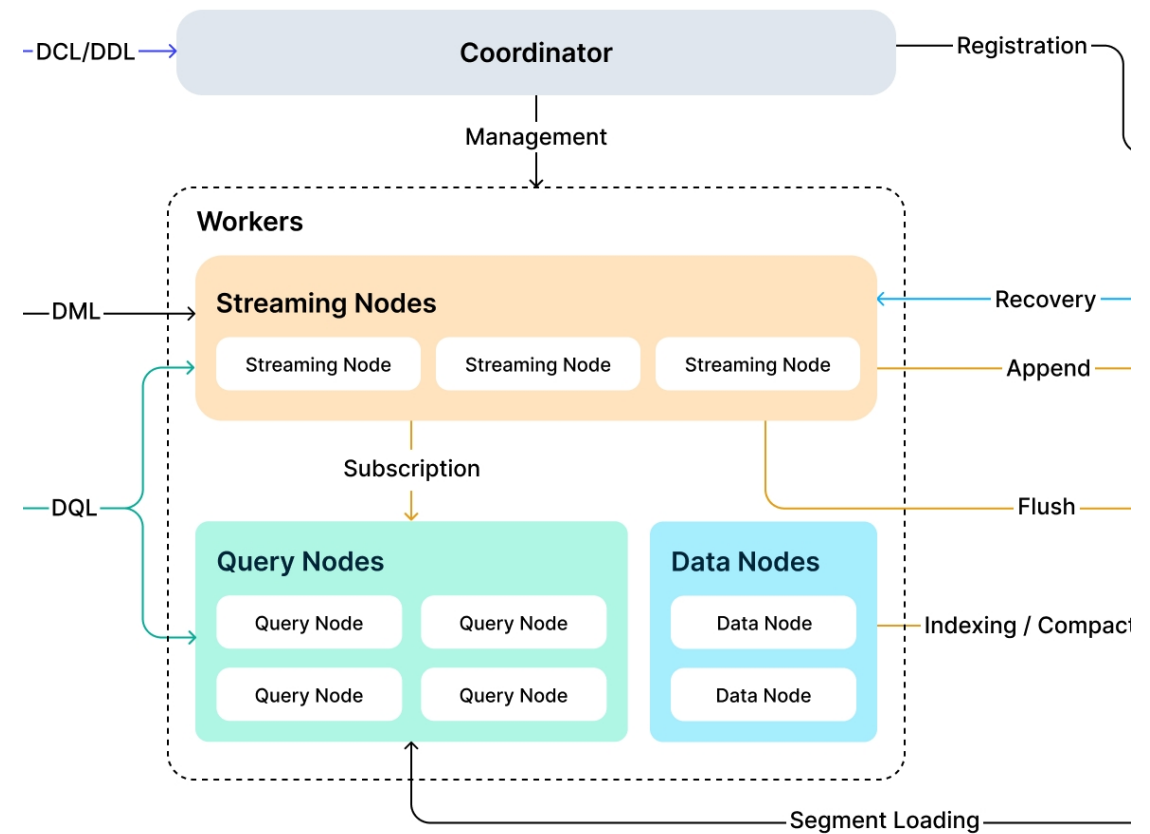 DCL/DDL
Coordinator
Registration
Management
Workers
Streaming Nodes
DML
Recovery
Streaming Node
Streaming Node
Streaming Node
Append
Subscription
DQL
Flush
Query Nodes
Data Nodes
Query Node
Query Node
Data Node
Indexing / Compact
Query Node
Query Node
Data Node
Segment Loading